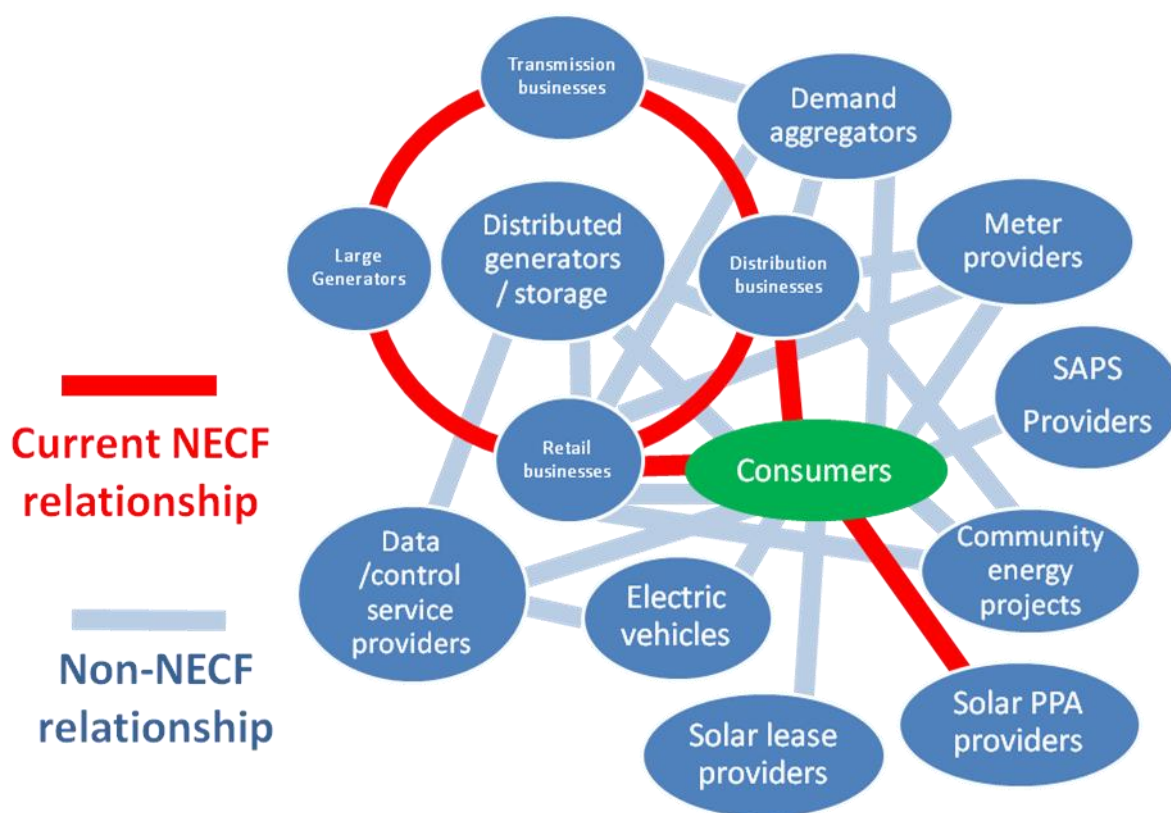 Transmission
businesses
Demand
aggregators
Distributed
generators
/ storage
Meter
providers
Large
Generators
Distribution
businesses
SAPS
Providers
Current NECF
relationship
Retail
businesses
Consumers
Data
/control
service
providers
Electric
vehicles
Community
energy
projects
Non-NECF
relationship
Solar lease
providers
Solar PPA
providers